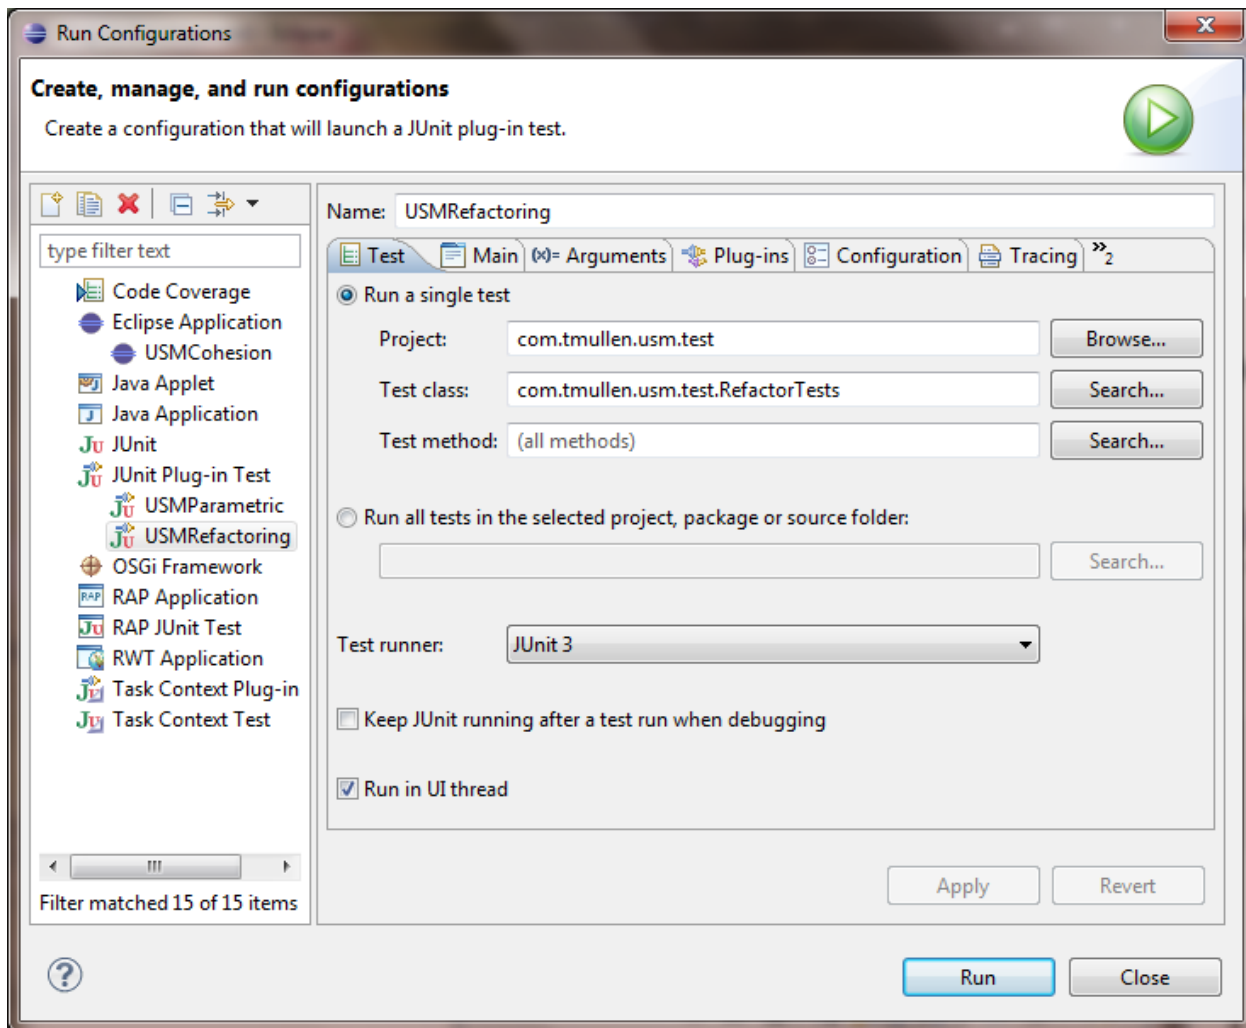 Run Configurations
Create, manage, and run configurations
Create a configuration that will launch a JUnit plug-in test.
type filter text
Code Coverage
Eclipse Application
USMCohesion
Java Applet
Java Application
JUnit
JUnit Plug-in Test
USMParametric
USMRefactoring
OSGi Framework
RAP Application
RAP JUnit Test
RWT Application
Task Context Plug-in
Task Context Test
Filter matched 15 of 15 items
Name: USMRefactoring
Test Main (x)= Arguments Plug-ins Configuration Tracing »2
Run a single test
Project: com.tmullen.usm.test Browse...
Test class: com.tmullen.usm.test.RefactorTests Search...
Test method: (all methods) Search...
Run all tests in the selected project, package or source folder:
Search...
Test runner: JUnit 3
Keep JUnit running after a test run when debugging
Run in UI thread
Apply Revert
Run Close